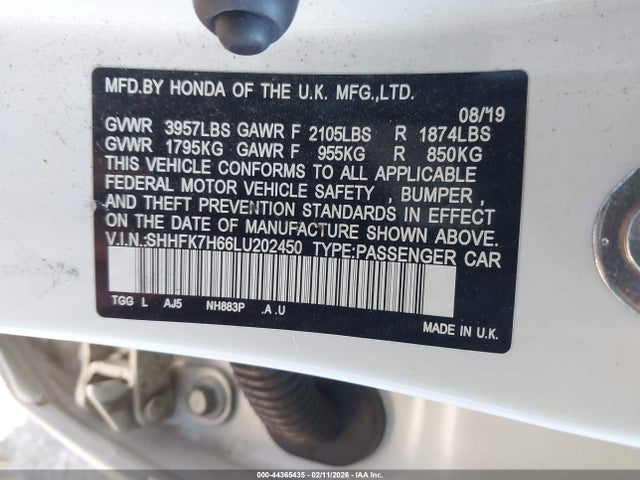 MFD.BY HONDA OF THE U.K. MFG.,LTD.
08/19
GVWR 3957LBS GAWR F 2105LBS R 1874LBS
GVWR 1795KG GAWR F 955KG R 850KG
THIS VEHICLE CONFORMS TO ALL APPLICABLE
FEDERAL MOTOR VEHICLE SAFETY , BUMPER ,
AND THEFT PREVENTION STANDARDS IN EFFECT
ON THE DATE OF MANUFACTURE SHOWN ABOVE.
V.I.N.:SHHFK7H66LU202450 TYPE:PASSENGER CAR
TGG L AJ5 NH883P .A .U
MADE IN U.K.
000-44365435 - 02/11/2026 - IAA Holdings, LLC. - Copyright